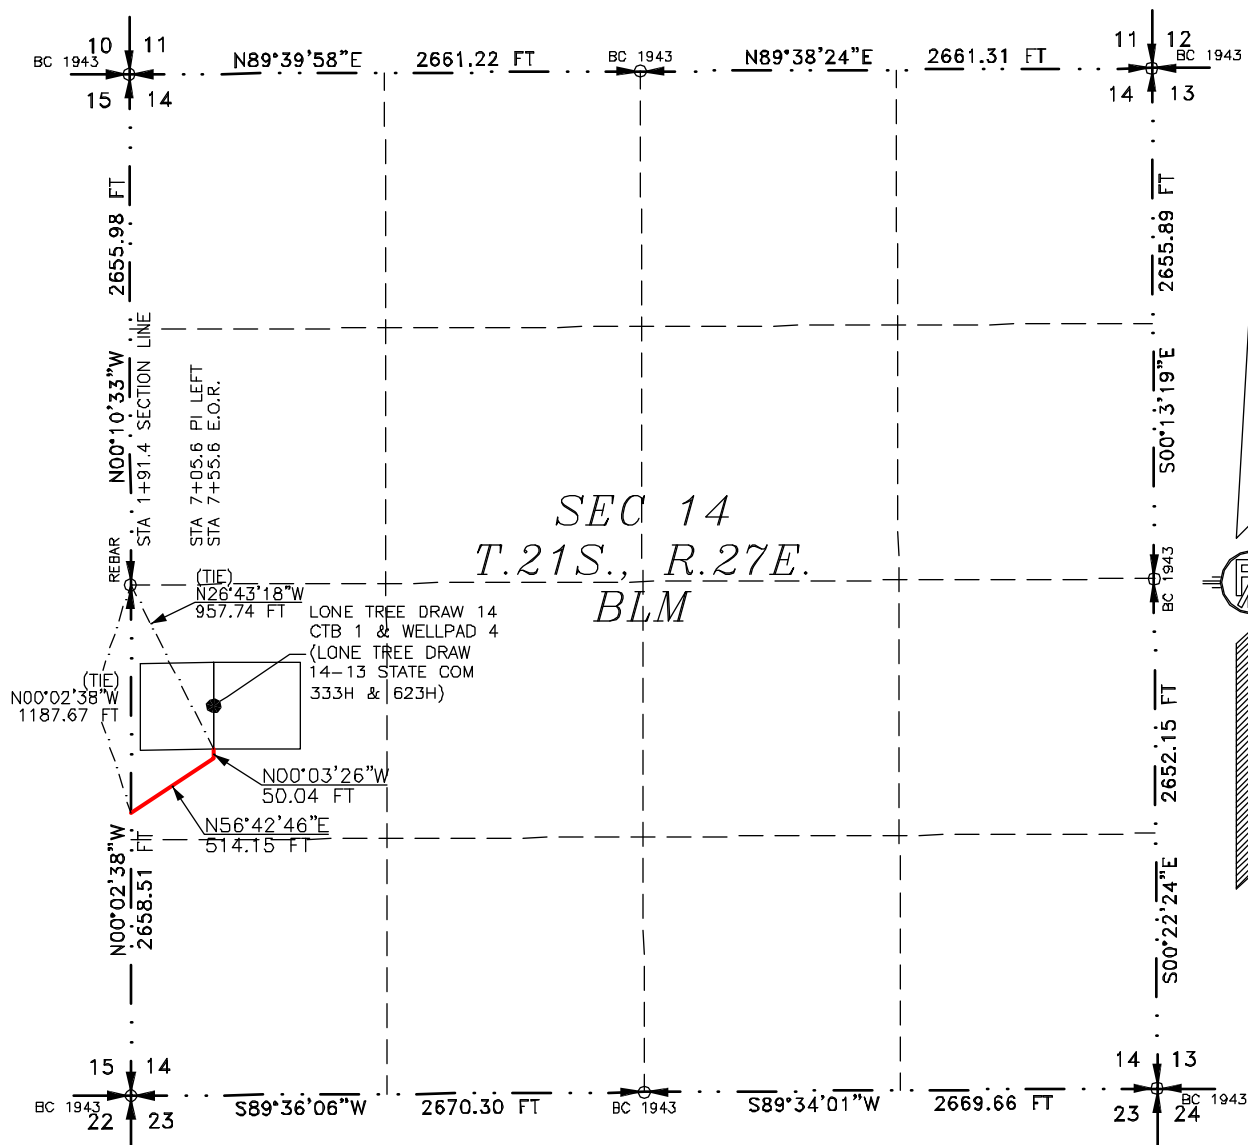 10 11
BC 1943
15 14
N89°39'58"E
2661.22 FT
BC 1943
N89°38'24"E
2661.31 FT
11 12
BC 1943
14 13
2655.98 FT
N00°10'33"W
STA 1+91.4 SECTION LINE
STA 7+05.6 PI LEFT
STA 7+55.6 E.O.R.
2655.89 FT
S00°13'19"E
SEC 14
T.21S., R.27E.
BLM
REBAR
BC 1943
(TIE)
N26°43'18"W
957.74 FT
LONE TREE DRAW 14
CTB 1 & WELLPAD 4
(LONE TREE DRAW
14-13 STATE COM
333H & 623H)
(TIE)
N00°02'38"W
1187.67 FT
N00°03'26"W
50.04 FT
N56°42'46"E
514.15 FT
N00°02'38"W
2658.51 FT
2652.15 FT
S00°22'24"E
15 14
BC 1943
22 23
S89°36'06"W
2670.30 FT
BC 1943
S89°34'01"W
2669.66 FT
14 13
23 24
BC 1943